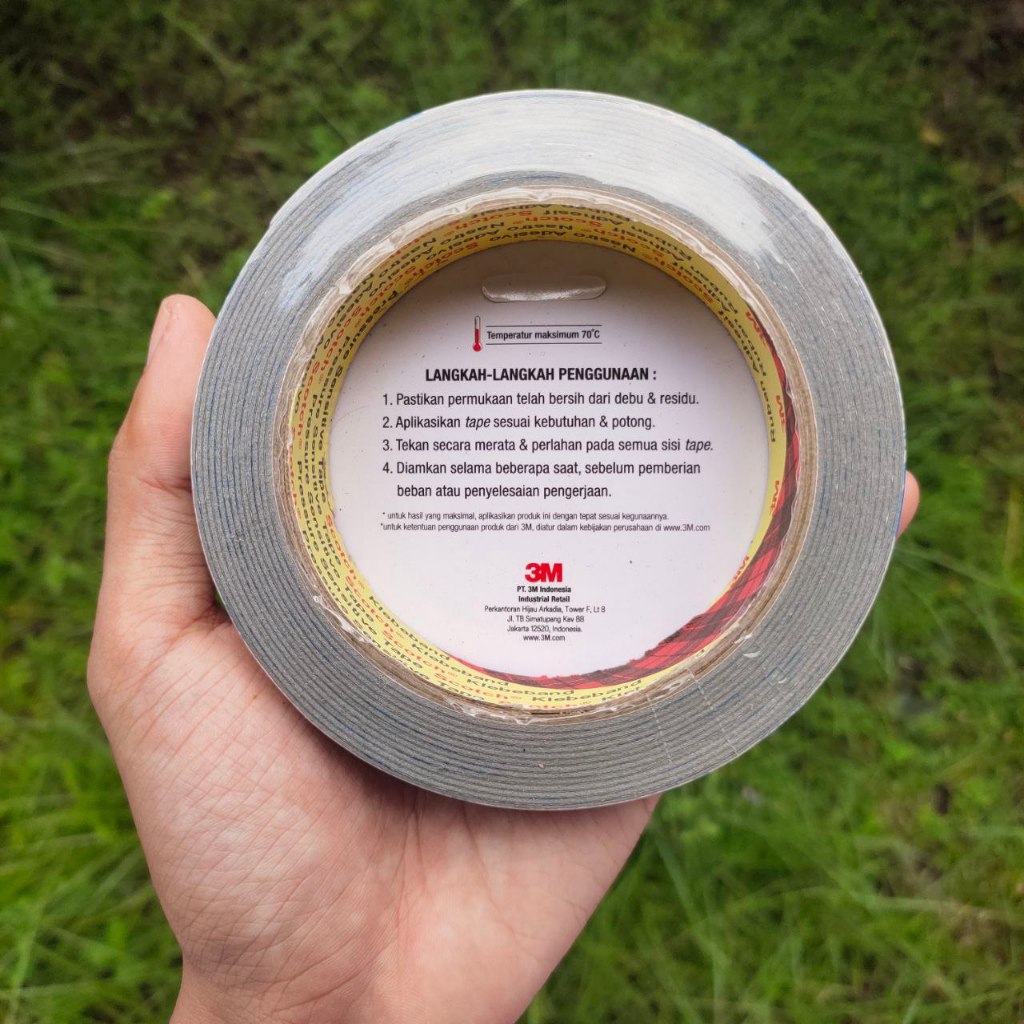 Temperatur maksimum 70°C
LANGKAH-LANGKAH PENGGUNAAN :
1. Pastikan permukaan telah bersih dari debu & residu.
2. Aplikasikan tape sesuai kebutuhan & potong.
3. Tekan secara merata & perlahan pada semua sisi tape.
4. Diamkan selama beberapa saat, sebelum pemberian
beban atau penyelesaian pengerjaan.
* untuk hasil yang maksimal, aplikasikan produk ini dengan tepat sesuai kegunaannya.
*untuk ketentuan penggunaan produk dari 3M, diatur dalam kebijakan perusahaan di www.3M.com
3M
PT. 3M Indonesia
Industrial Retail
Perkantoran Hijau Arkadia, Tower F, Lt 8
Jl. TB Simatupang Kav 88
Jakarta 12520, Indonesia.
www.3M.com
Klebeband
Tape Scotch Klebeband